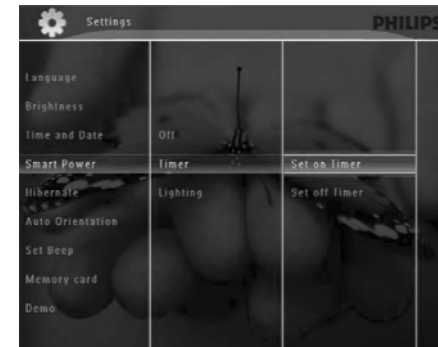 Settings
PHILIPS
Language
Brightness
Time and Date
Off
Smart Power
Timer
Set on Timer
Hibernate
Lighting
Set off Timer
Auto Orientation
Set Beep
Memory card
Demo